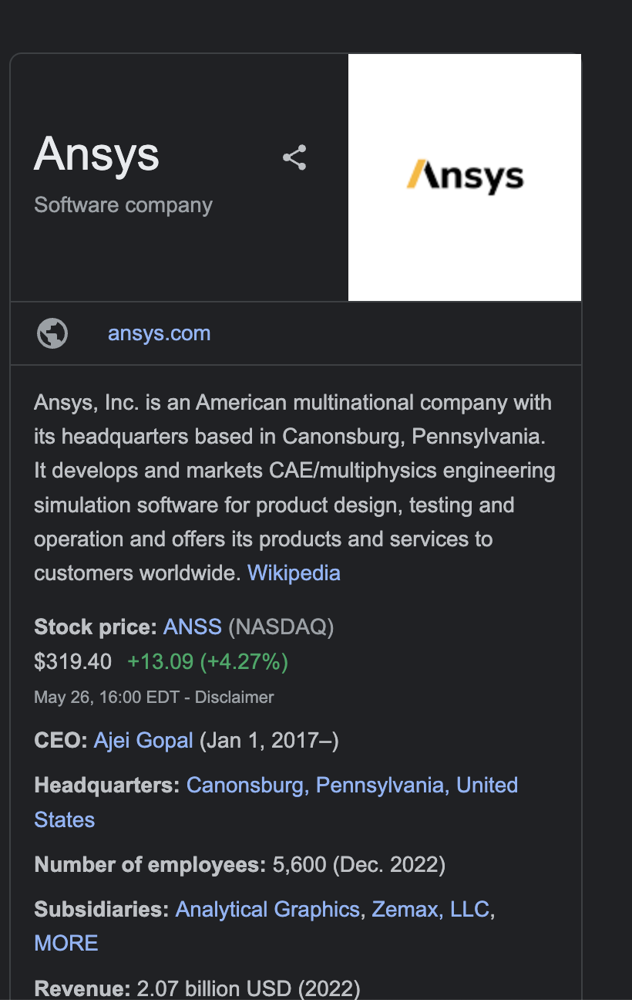 Ansys
Software company
Ansys
ansys.com
Ansys, Inc. is an American multinational company with
its headquarters based in Canonsburg, Pennsylvania.
It develops and markets CAE/multiphysics engineering
simulation software for product design, testing and
operation and offers its products and services to
customers worldwide. Wikipedia
Stock price: ANSS (NASDAQ)
$319.40 +13.09 (+4.27%)
May 26, 16:00 EDT - Disclaimer
CEO: Ajei Gopal (Jan 1, 2017–)
Headquarters: Canonsburg, Pennsylvania, United
States
Number of employees: 5,600 (Dec. 2022)
Subsidiaries: Analytical Graphics, Zemax, LLC,
MORE
Revenue: 2.07 billion USD (2022)